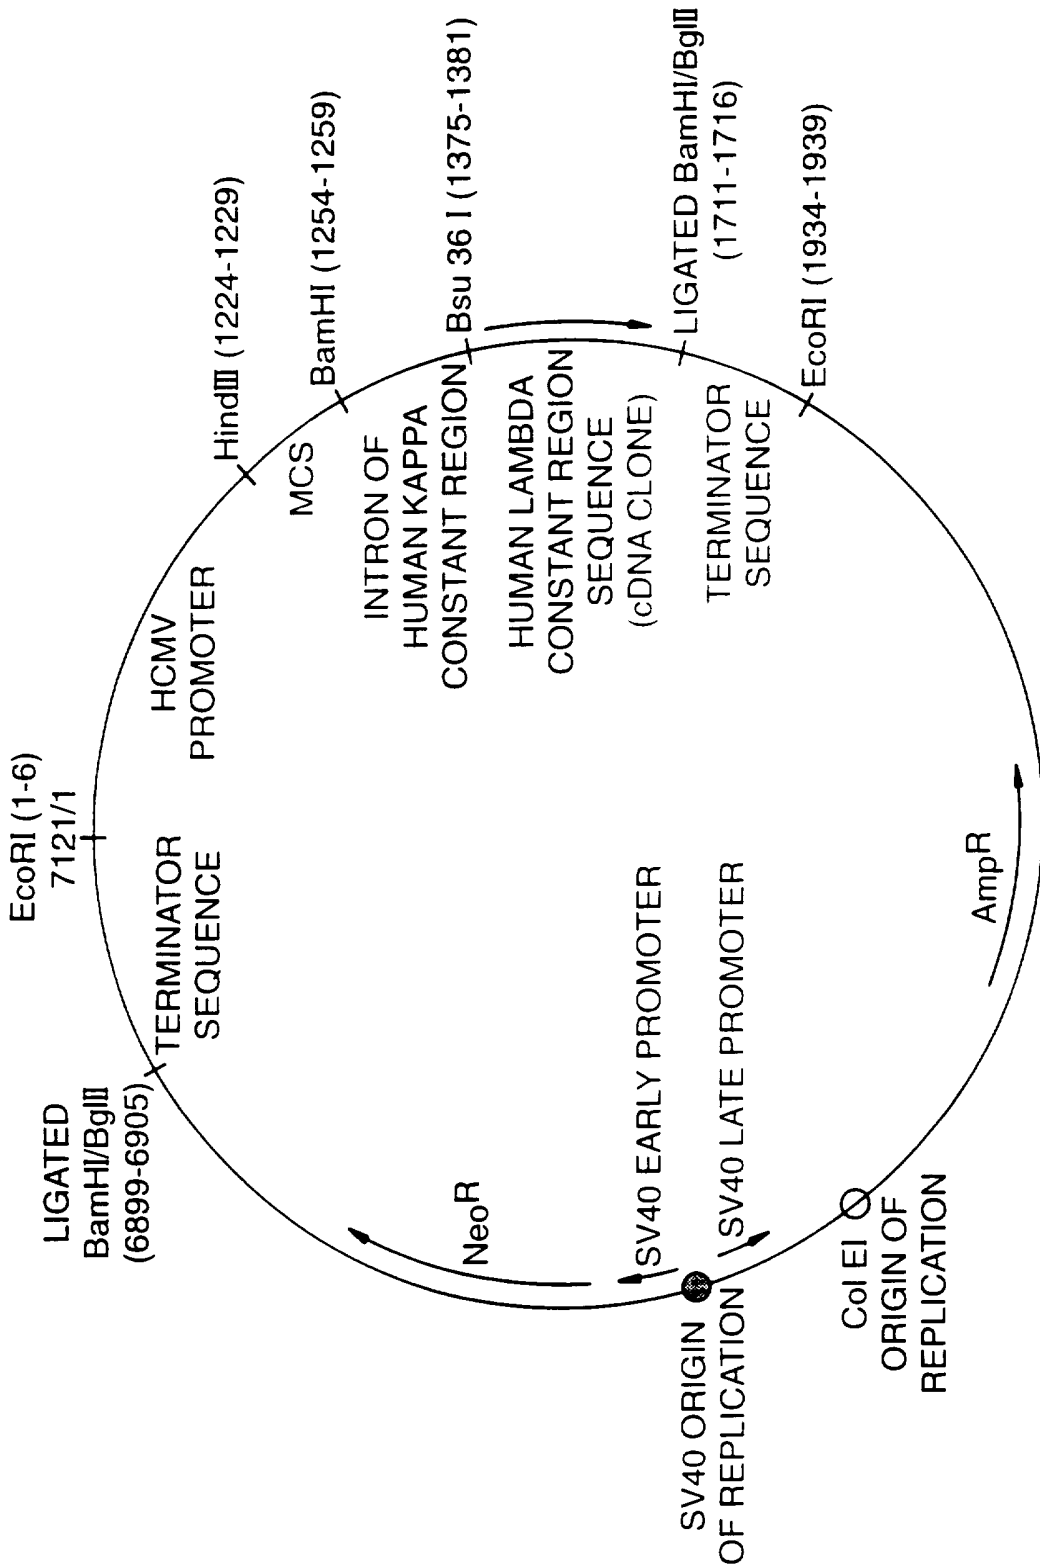 EcoRI (1-6)
7121/1
HindIII (1224-1229)
BamHI (1254-1259)
Bsu 36 I (1375-1381)
LIGATED BamHI/BglII
(1711-1716)
EcoRI (1934-1939)
LIGATED
BamHI/BglII
(6899-6905)
TERMINATOR
SEQUENCE
HCMV
PROMOTER
MCS
INTRON OF
HUMAN KAPPA
CONSTANT REGION
HUMAN LAMBDA
CONSTANT REGION
SEQUENCE
(cDNA CLONE)
TERMINATOR
SEQUENCE
NeoR
SV40 EARLY PROMOTER
SV40 LATE PROMOTER
SV40 ORIGIN
OF REPLICATION
Col EI
ORIGIN OF
REPLICATION
AmpR